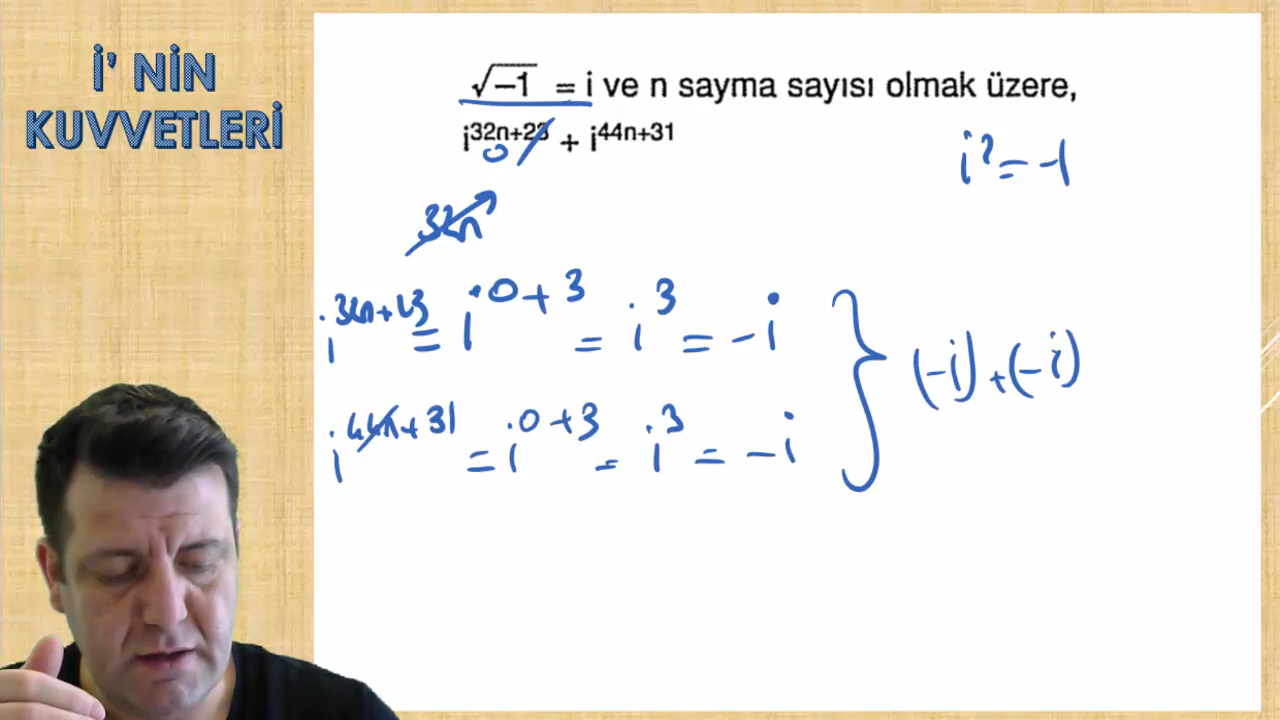 İ' NİN
KUVVETLERİ
√−1 = i ve n sayma sayısı olmak üzere,
i^32n+23 + i^44n+31
0
i² = -1
32n
i^32n+23 = i^0+3 = i^3 = -i
i^44n+31 = i^0+3 = i^3 = -i
(-i)+(-i)